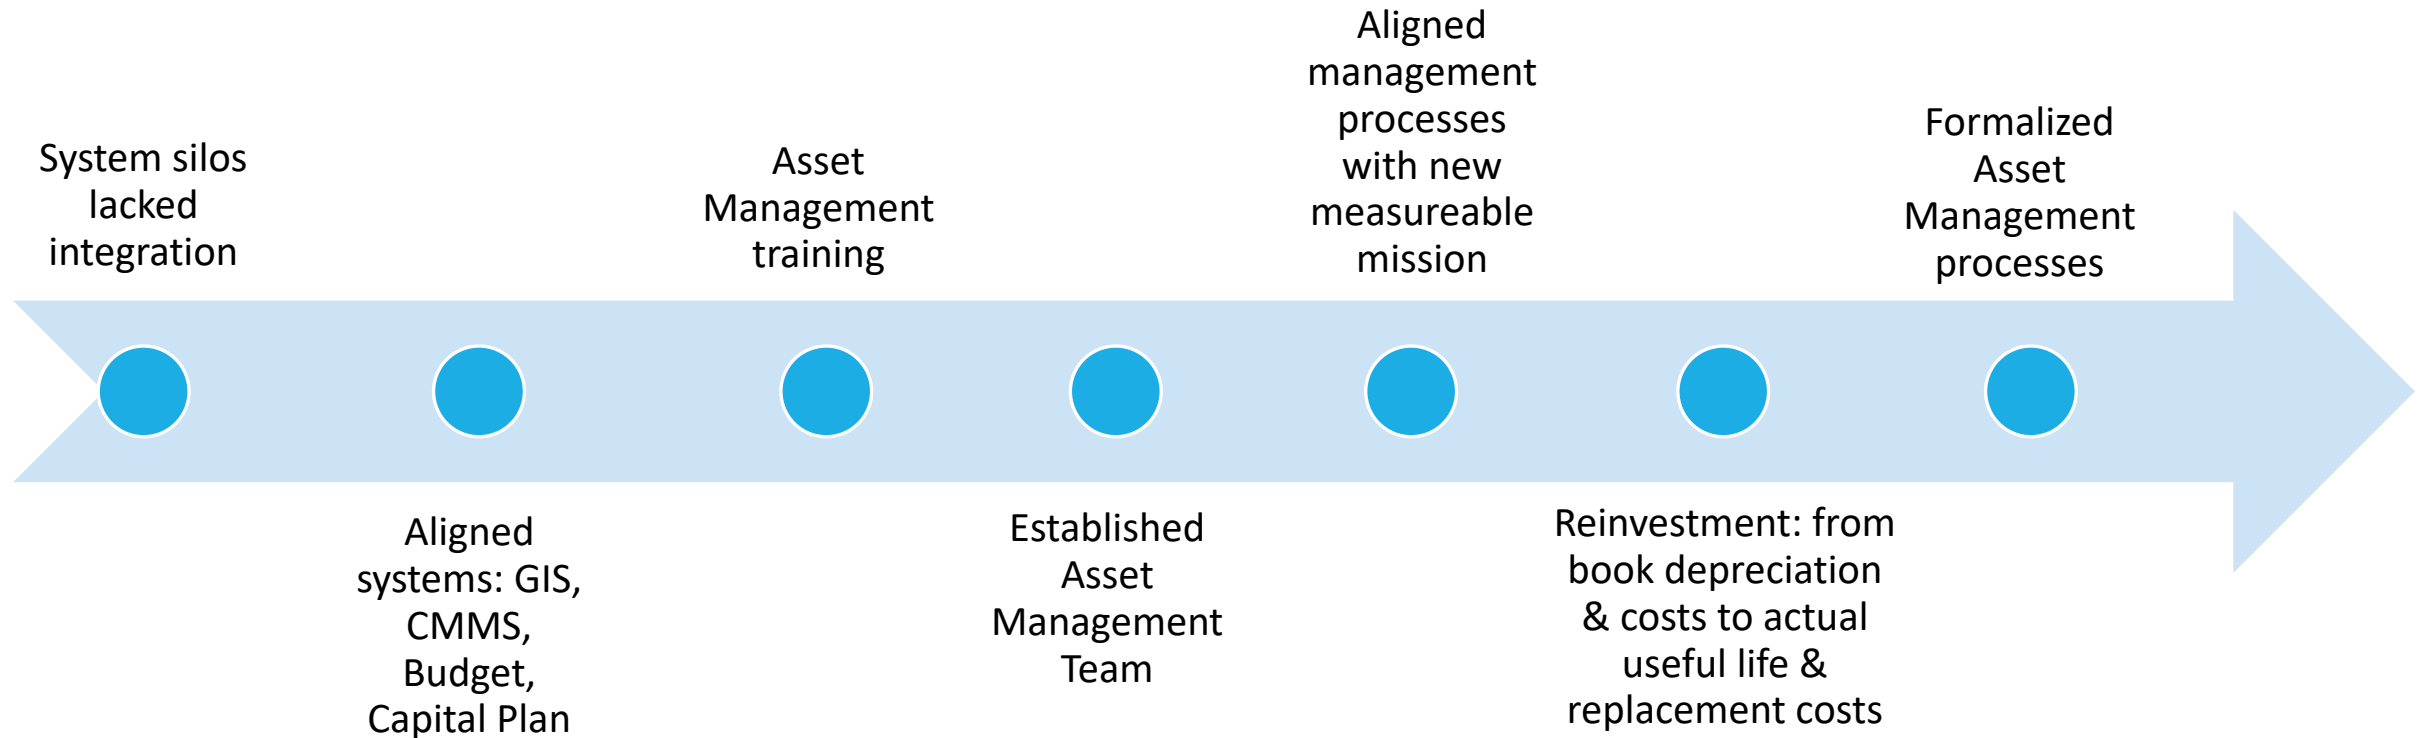 System silos
lacked
integration
Aligned
systems: GIS,
CMMS,
Budget,
Capital Plan
Asset
Management
training
Established
Asset
Management
Team
Aligned
management
processes
with new
measureable
mission
Reinvestment: from
book depreciation
& costs to actual
useful life &
replacement costs
Formalized
Asset
Management
processes